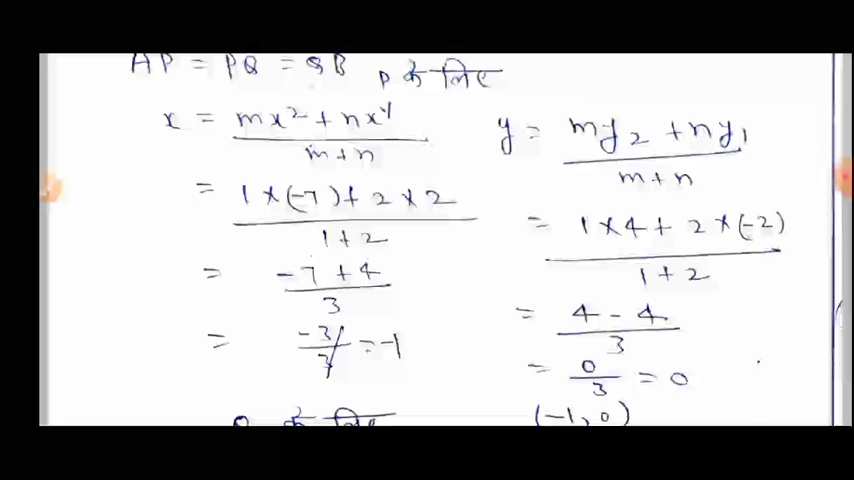 AP = PQ = QB P के लिए
x = mx2 + nx1 / m+n
= 1×(-7)+2×2 / 1+2
= -7+4 / 3
= -3/3 = -1
y = my2 + ny1 / m+n
= 1×4+2×(-2) / 1+2
= 4-4 / 3
= 0/3 = 0
(-1,0)
Q के लिए